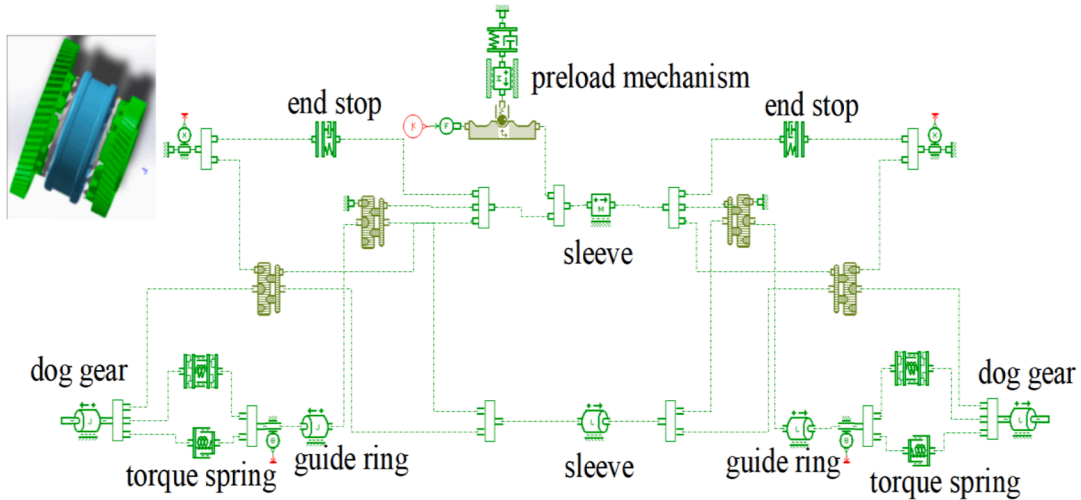 preload mechanism
end stop
end stop
sleeve
dog gear
dog gear
torque spring
guide ring
sleeve
guide ring
torque spring